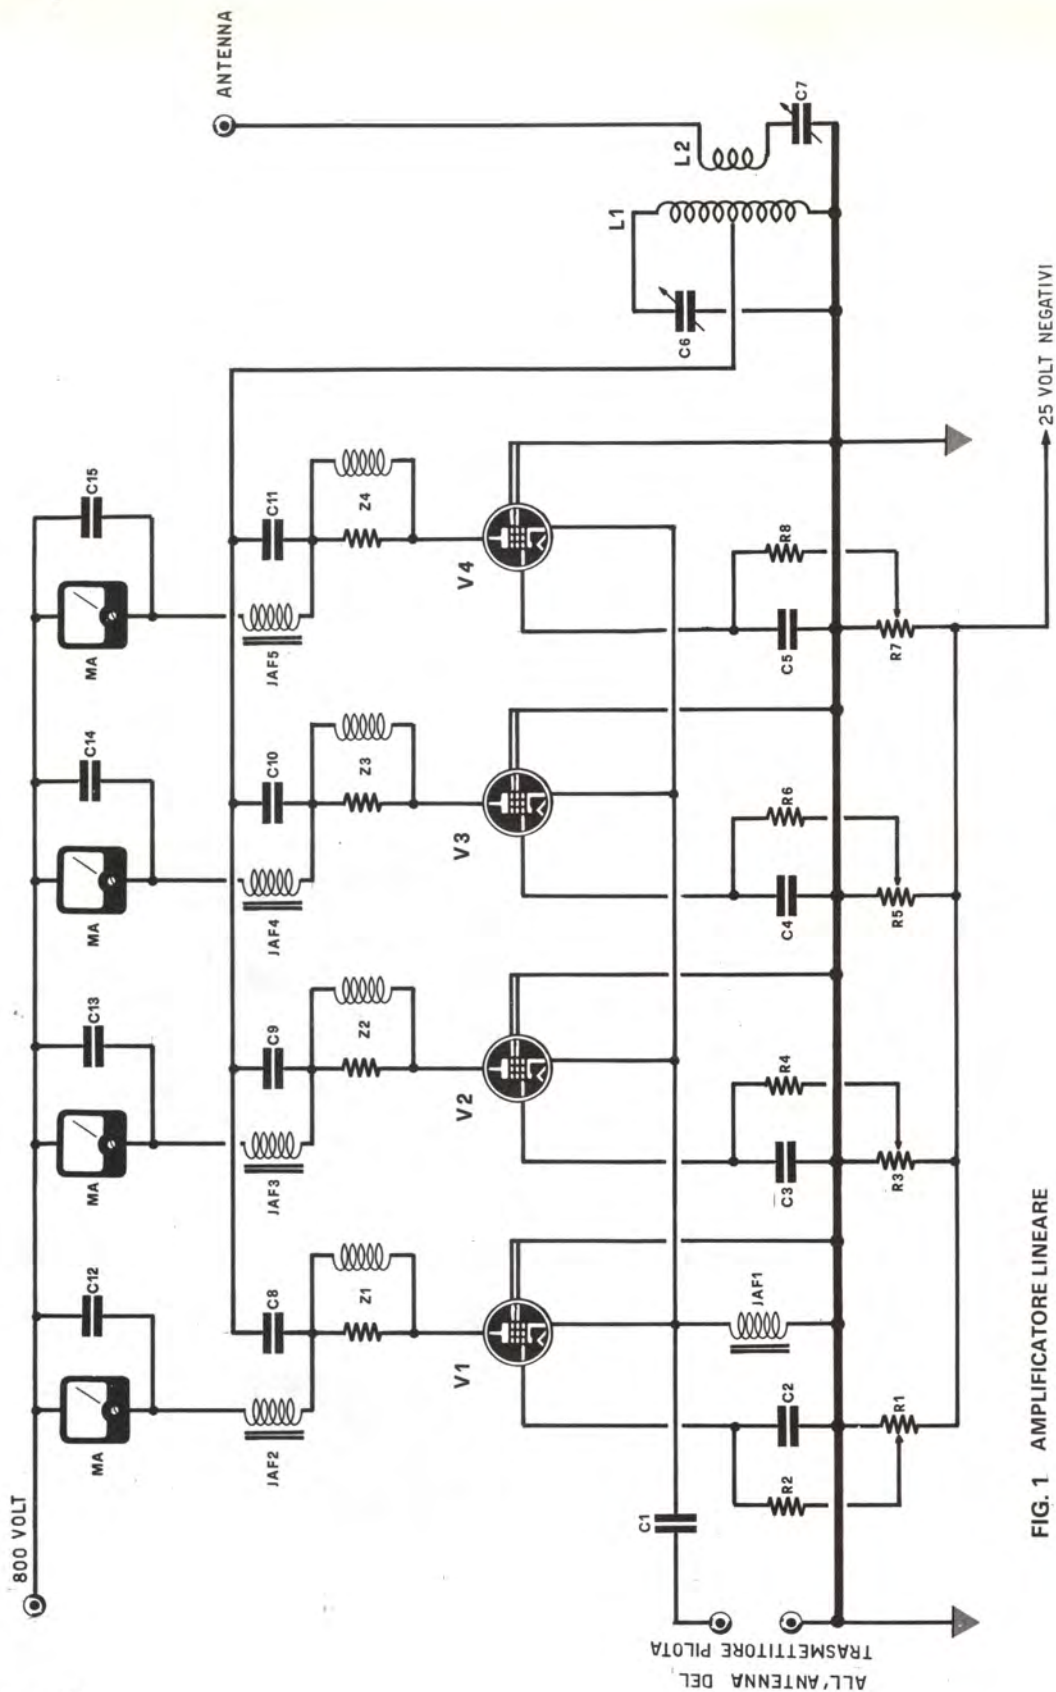 800 VOLT
ANTENNA
MA
C12
MA
C13
MA
C14
MA
C15
JAF2
C8
JAF3
C9
JAF4
C10
JAF5
C11
Z1
Z2
Z3
Z4
V1
V2
V3
V4
L1
L2
C6
C7
C1
JAF1
R2
C2
R1
C3
R4
R3
C4
R6
R5
C5
R8
R7
ALL'ANTENNA DEL
TRASMETTITORE PILOTA
25 VOLT NEGATIVI
FIG. 1 AMPLIFICATORE LINEARE